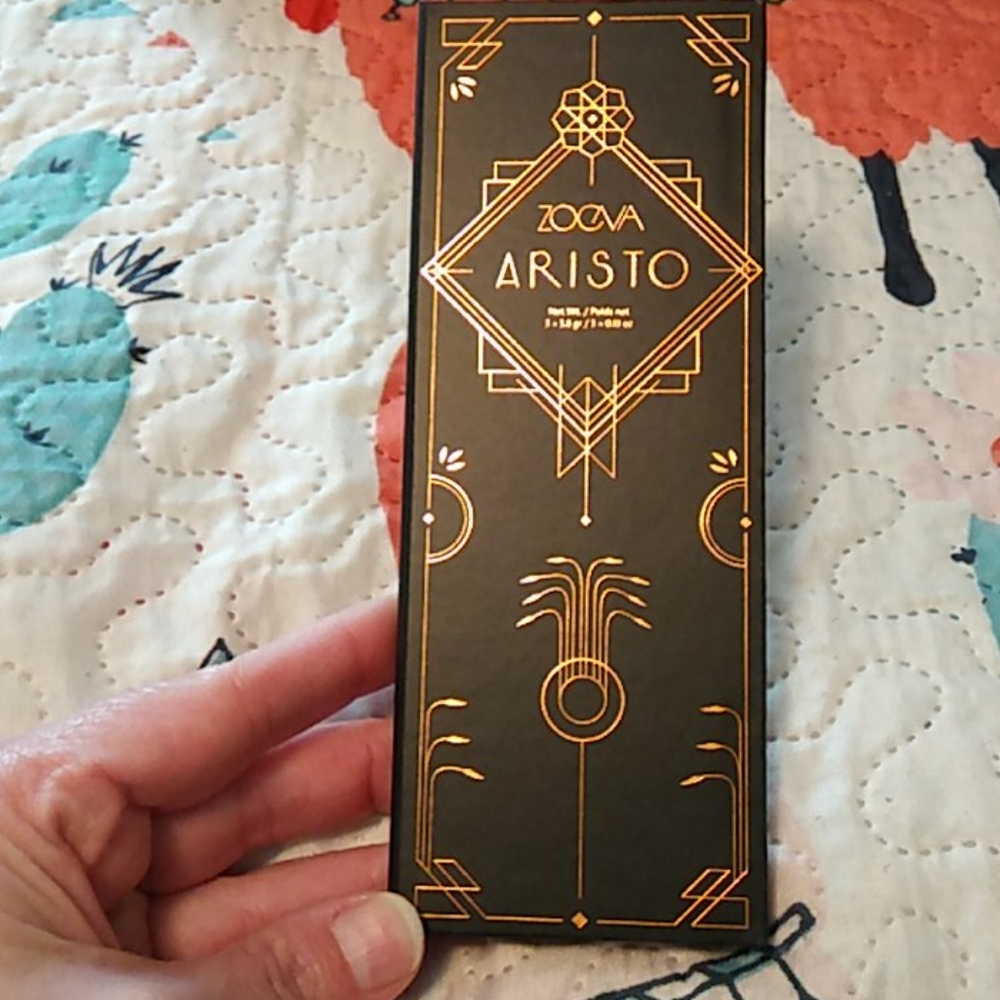 ZOEVA
ARISTO
Net Wt. / Poids net